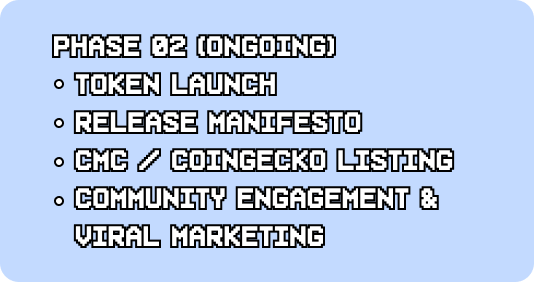 PHASE 02 (ONGOING)
• TOKEN LAUNCH
• RELEASE MANIFESTO
• CMC / COINGECKO LISTING
• COMMUNITY ENGAGEMENT &
VIRAL MARKETING